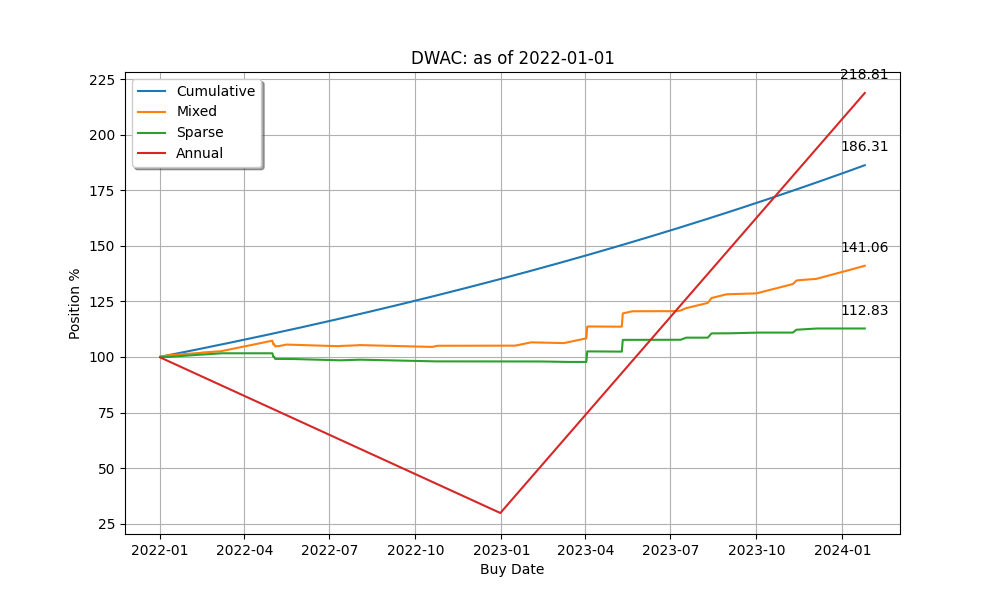 DWAC: as of 2022-01-01
Cumulative
Mixed
Sparse
Annual
218.81
186.31
141.06
112.83
225
200
175
150
125
100
75
50
25
Position %
2022-01 2022-04 2022-07 2022-10 2023-01 2023-04 2023-07 2023-10 2024-01
Buy Date